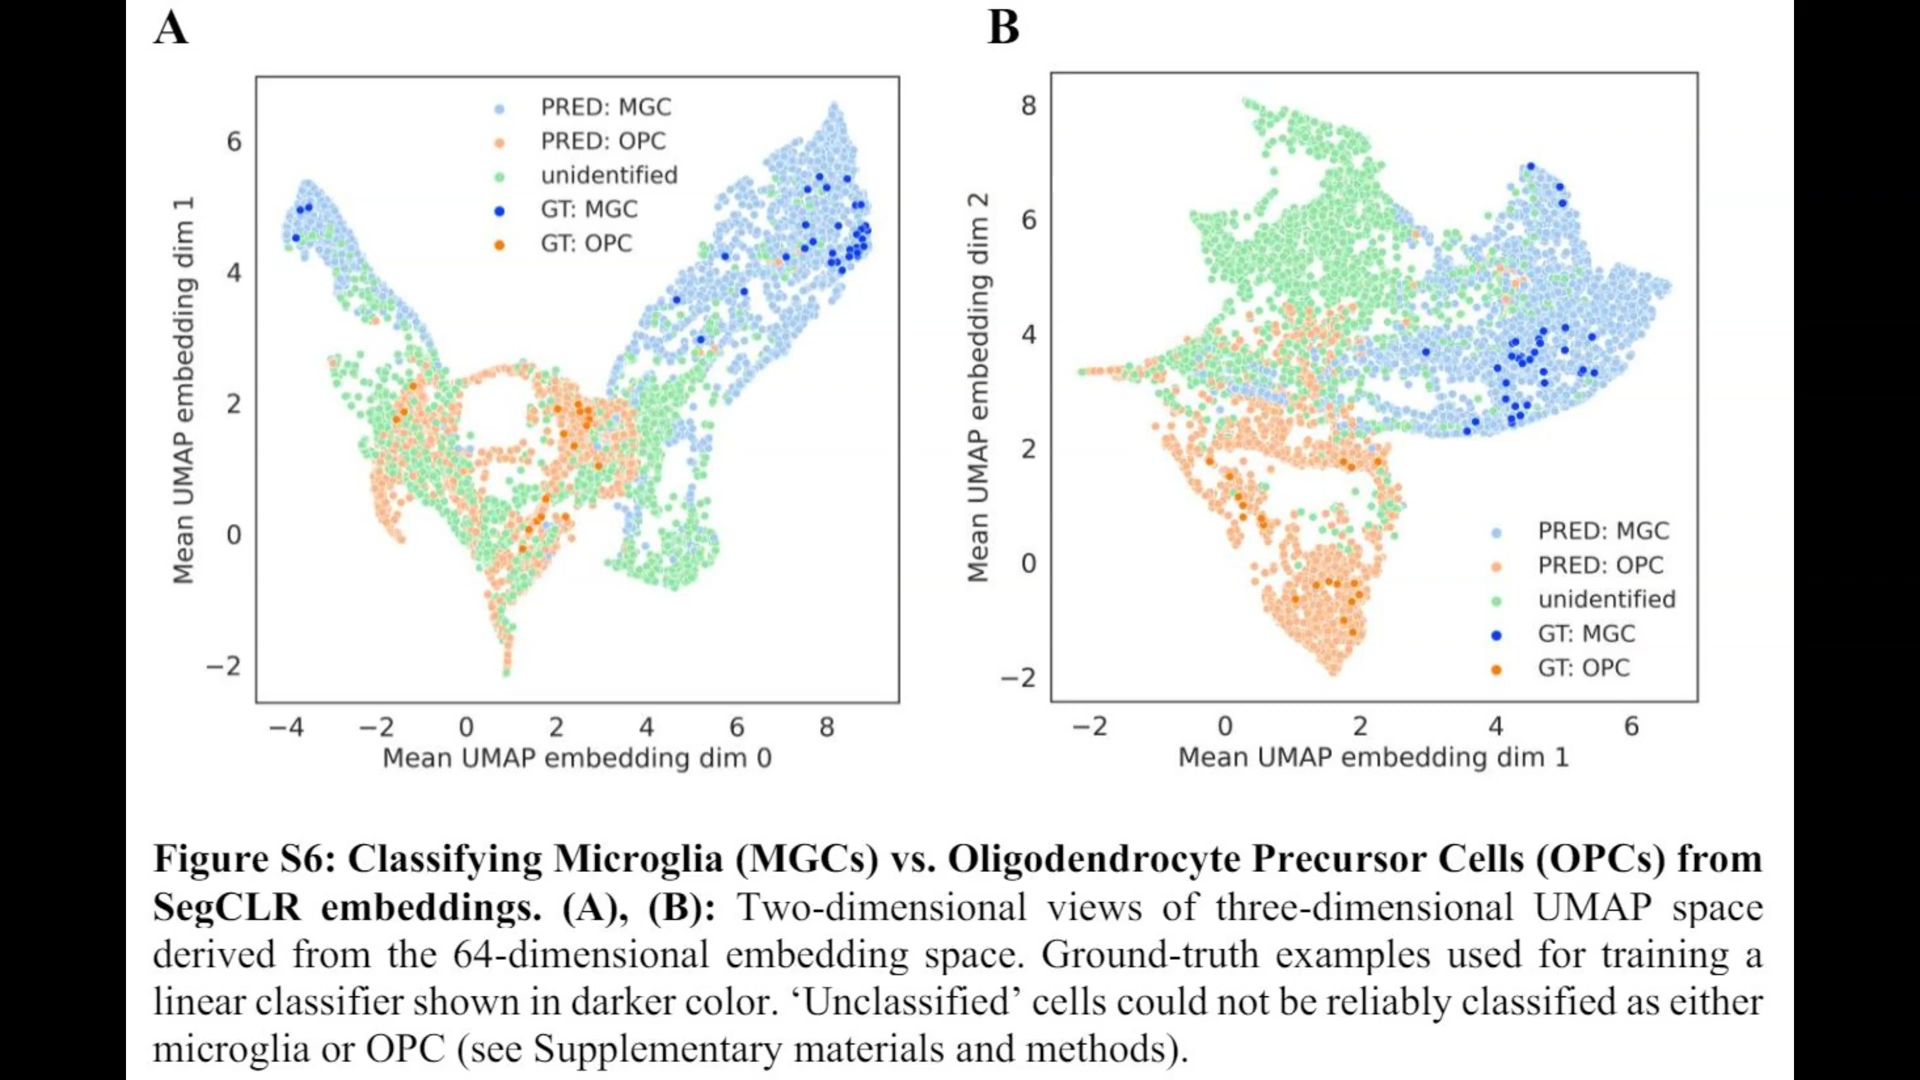 A
B
PRED: MGC
PRED: OPC
unidentified
GT: MGC
GT: OPC
6
4
2
0
−2
−4
−2
0
2
4
6
8
Mean UMAP embedding dim 1
Mean UMAP embedding dim 0
8
6
4
2
0
−2
−2
0
2
4
6
Mean UMAP embedding dim 2
Mean UMAP embedding dim 1
PRED: MGC
PRED: OPC
unidentified
GT: MGC
GT: OPC
Figure S6: Classifying Microglia (MGCs) vs. Oligodendrocyte Precursor Cells (OPCs) from
SegCLR embeddings. (A), (B): Two-dimensional views of three-dimensional UMAP space
derived from the 64-dimensional embedding space. Ground-truth examples used for training a
linear classifier shown in darker color. ‘Unclassified’ cells could not be reliably classified as either
microglia or OPC (see Supplementary materials and methods).